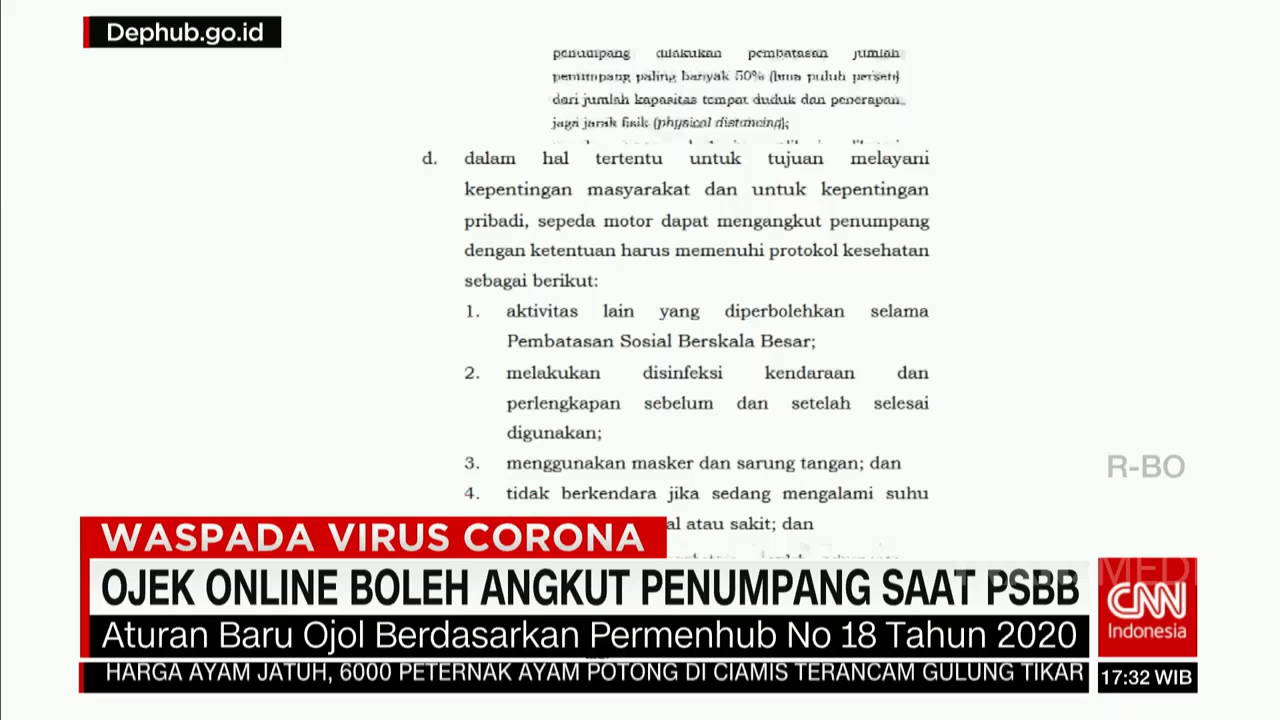 Dephub.go.id
penumpang dilakukan pembatasan jumlah
penumpang paling banyak 50% (lima puluh persen)
dari jumlah kapasitas tempat duduk dan penerapan
jaga jarak fisik (physical distancing);
d. dalam hal tertentu untuk tujuan melayani
kepentingan masyarakat dan untuk kepentingan
pribadi, sepeda motor dapat mengangkut penumpang
dengan ketentuan harus memenuhi protokol kesehatan
sebagai berikut:
1. aktivitas lain yang diperbolehkan selama
Pembatasan Sosial Berskala Besar;
2. melakukan disinfeksi kendaraan dan
perlengkapan sebelum dan setelah selesai
digunakan;
3. menggunakan masker dan sarung tangan; dan
4. tidak berkendara jika sedang mengalami suhu
al atau sakit; dan
R-BO
WASPADA VIRUS CORONA
OJEK ONLINE BOLEH ANGKUT PENUMPANG SAAT PSBB
Aturan Baru Ojol Berdasarkan Permenhub No 18 Tahun 2020
CNN
Indonesia
HARGA AYAM JATUH, 6000 PETERNAK AYAM POTONG DI CIAMIS TERANCAM GULUNG TIKAR
17:32 WIB